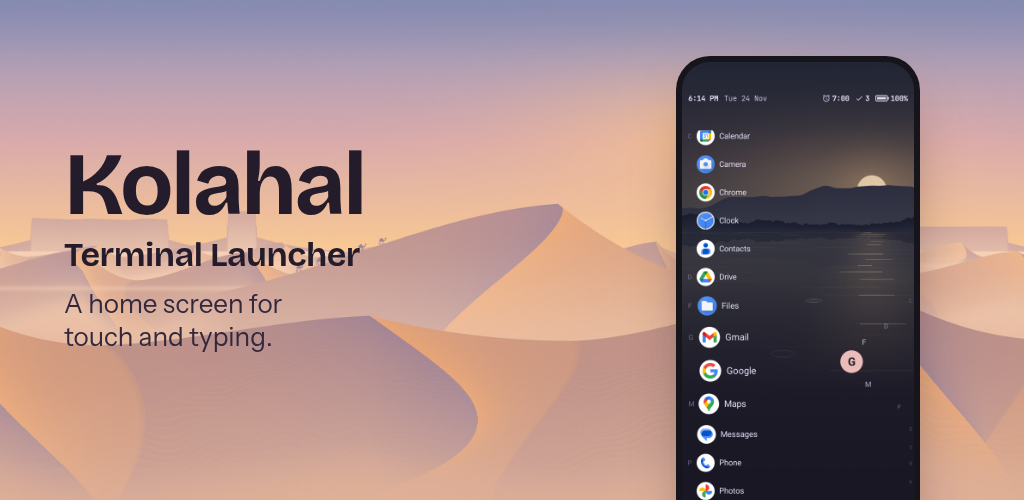 Kolahal
Terminal Launcher
A home screen for
touch and typing.
6:14 PM Tue 24 Nov 7:00 3 100%
Calendar
Camera
Chrome
Clock
Contacts
D Drive
F Files
G Gmail
Google
M Maps
Messages
P Phone
Photos
D
F
G
M